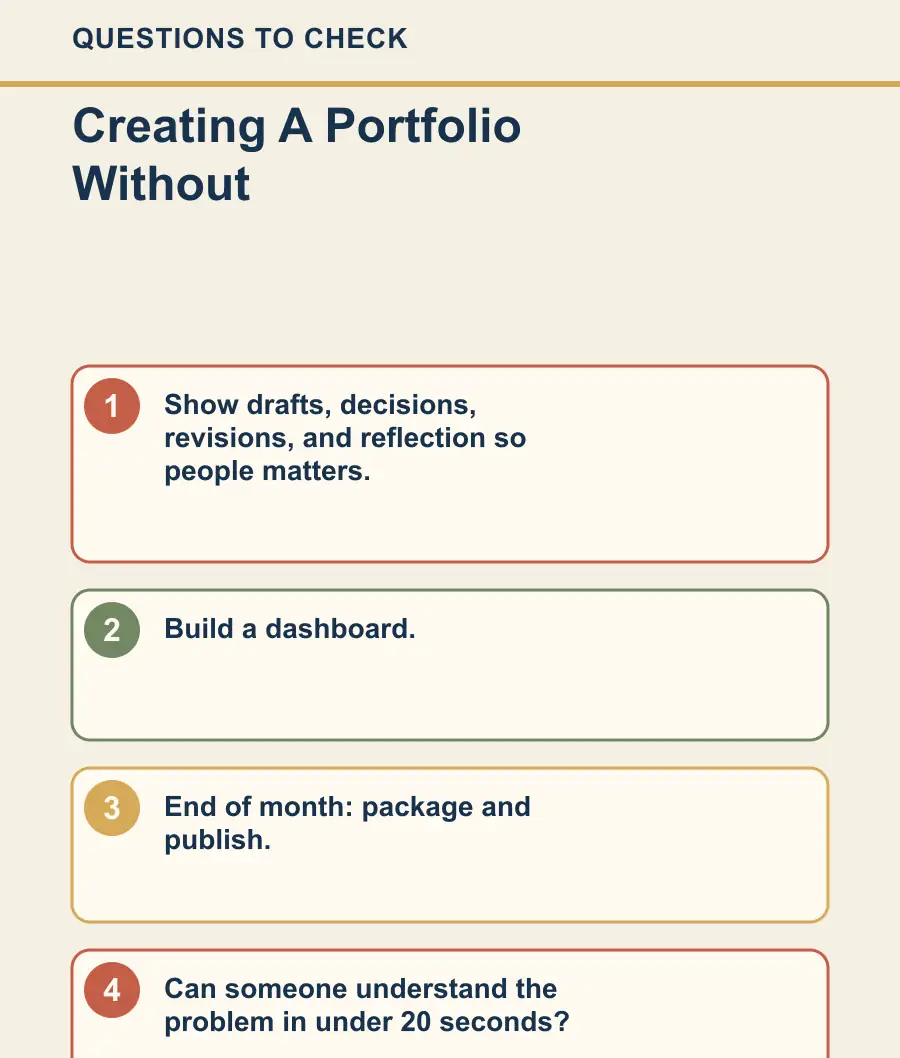 QUESTIONS TO CHECK
Creating A Portfolio
Without
1
Show drafts, decisions,
revisions, and reflection so
people matters.
2
Build a dashboard.
3
End of month: package and
publish.
4
Can someone understand the
problem in under 20 seconds?